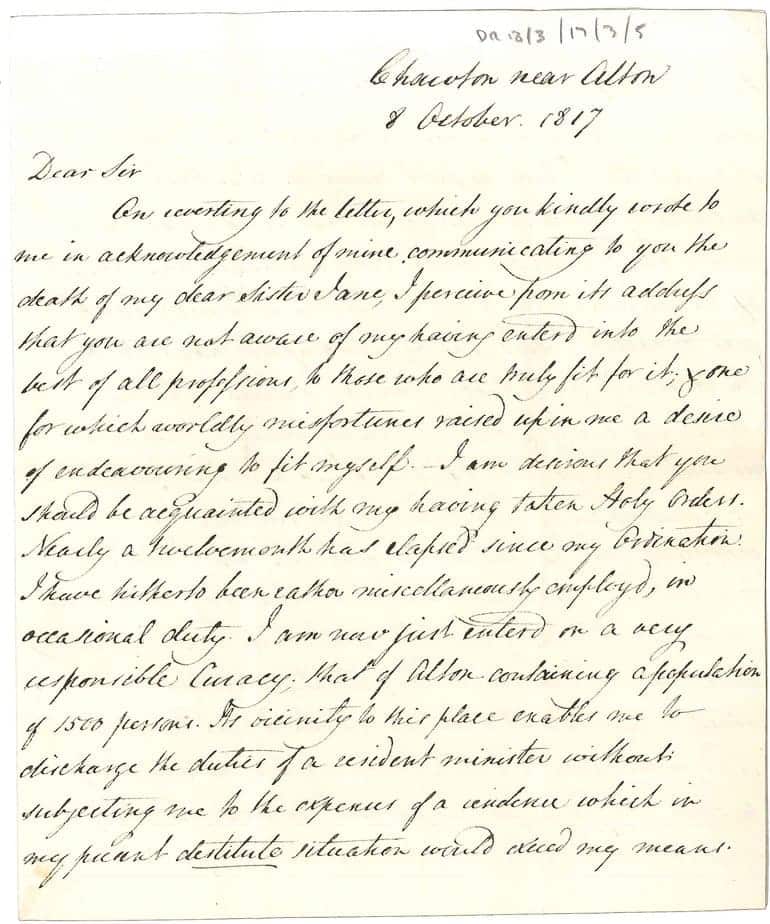 DR 18/3/17/3/5
Chawton near Alton
8 October. 1817
Dear Sir
On reverting to the letter, which you kindly wrote to
me in acknowledgement of mine communicating to you the
death of my dear Sister Jane, I perceive from its address
that you are not aware of my having enterd into the
best of all professions, to those who are truly fit for it; & one
for which worldly misfortunes raised up in me a desire
of endeavouring to fit myself. – I am desirous that you
should be acquainted with my having taken Holy Orders.
Nearly a twelvemonth has elapsed since my Ordination.
I have hitherto been rather miscellaneously employd, in
occasional duty. I am now just enterd on a very
responsible Curacy, that of Alton containing a population
of 1500 persons. Its vicinity to this place enables me to
discharge the duties of a resident minister without
subjecting me to the expences of a residence which in
my present destitute situation would exceed my means.